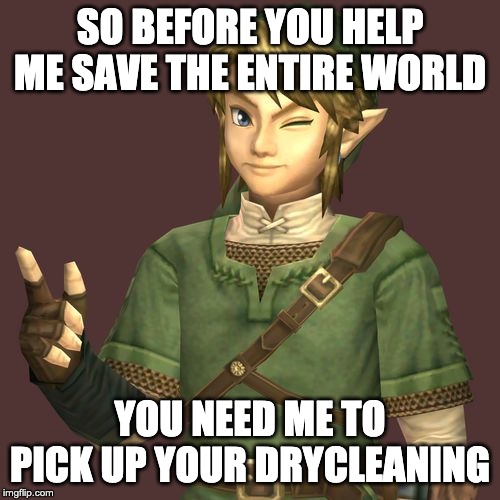 SO BEFORE YOU HELP
ME SAVE THE ENTIRE WORLD
YOU NEED ME TO
PICK UP YOUR DRYCLEANING
imgflip.com